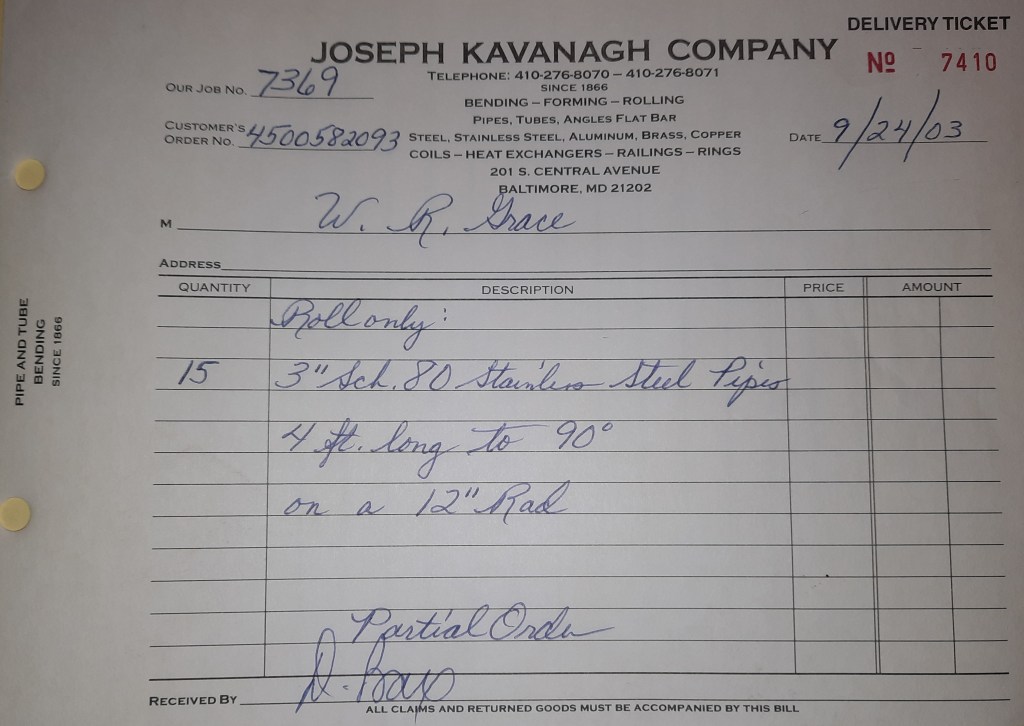 DELIVERY TICKET
JOSEPH KAVANAGH COMPANY
Nº 7410
TELEPHONE: 410-276-8070 – 410-276-8071
OUR JOB NO. 7369
SINCE 1866
BENDING – FORMING – ROLLING
PIPES, TUBES, ANGLES FLAT BAR
CUSTOMER'S
ORDER NO. 4500582093
STEEL, STAINLESS STEEL, ALUMINUM, BRASS, COPPER
DATE 9/24/03
COILS – HEAT EXCHANGERS – RAILINGS – RINGS
201 S. CENTRAL AVENUE
BALTIMORE, MD 21202
M W. R. Grace
ADDRESS
QUANTITY DESCRIPTION PRICE AMOUNT
Roll only:
15 3" Sch. 80 Stainless Steel Pipes
4 ft. long to 90°
on a 12" Rad
Partial Order
RECEIVED BY D.
ALL CLAIMS AND RETURNED GOODS MUST BE ACCOMPANIED BY THIS BILL
PIPE AND TUBE
BENDING
SINCE 1866